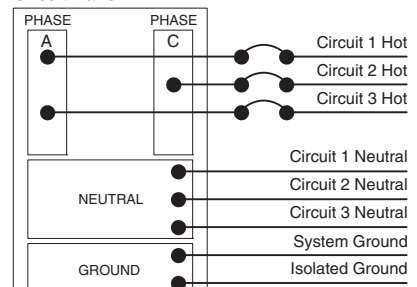 PHASE PHASE
A C
Circuit 1 Hot
Circuit 2 Hot
Circuit 3 Hot
Circuit 1 Neutral
NEUTRAL
Circuit 2 Neutral
Circuit 3 Neutral
System Ground
GROUND
Isolated Ground